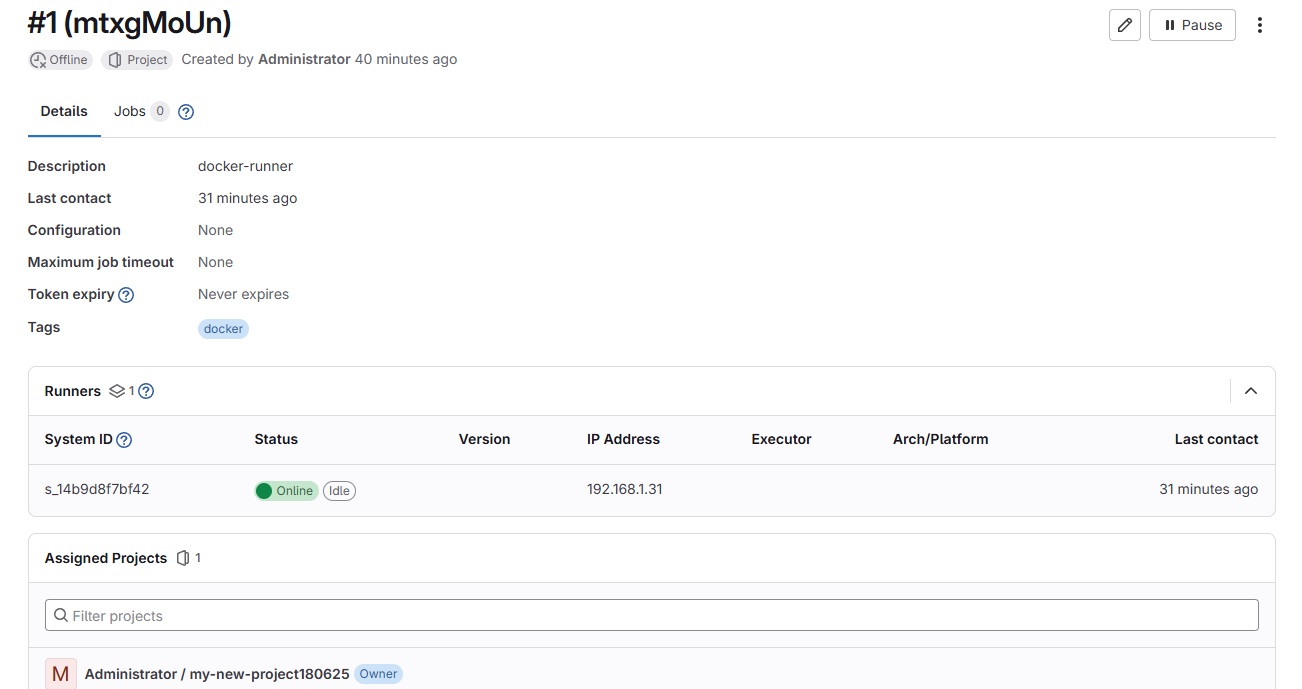 #1 (mtxgMoUn)
Pause
Offline Project Created by Administrator 40 minutes ago
Details Jobs 0 ?
Description docker-runner
Last contact 31 minutes ago
Configuration None
Maximum job timeout None
Token expiry ? Never expires
Tags docker
Runners 1 ?
System ID ? Status Version IP Address Executor Arch/Platform Last contact
s_14b9d8f7bf42 Online Idle 192.168.1.31 31 minutes ago
Assigned Projects 1
Filter projects
M Administrator / my-new-project180625 Owner